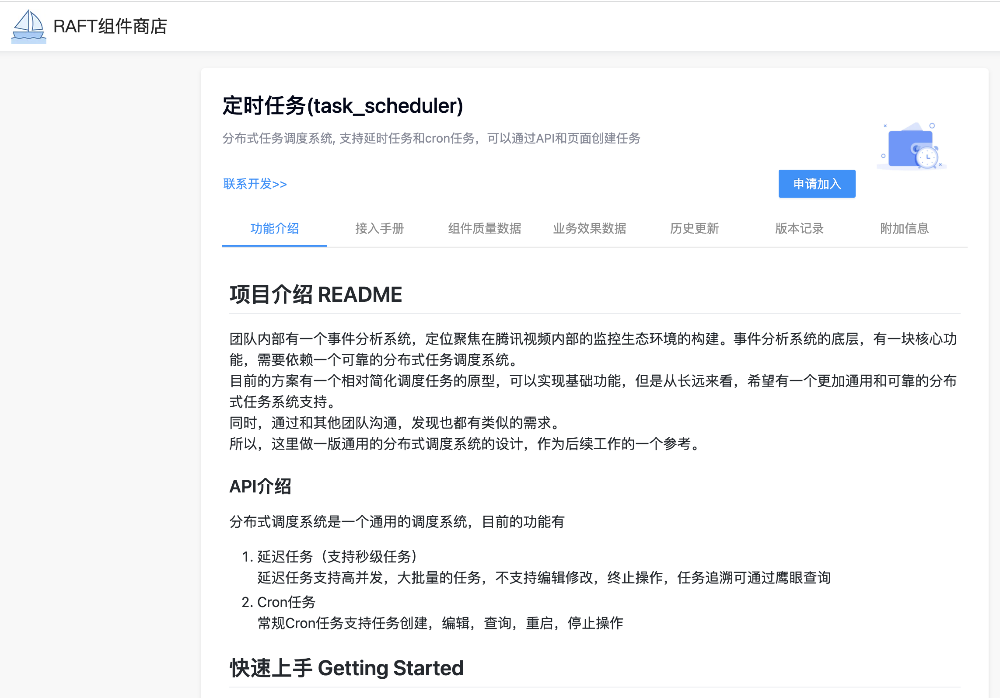 RAFT组件商店
定时任务(task_scheduler)
分布式任务调度系统, 支持延时任务和cron任务，可以通过API和页面创建任务
联系开发>>
申请加入
功能介绍 接入手册 组件质量数据 业务效果数据 历史更新 版本记录 附加信息
项目介绍 README
团队内部有一个事件分析系统，定位聚焦在腾讯视频内部的监控生态环境的构建。事件分析系统的底层，有一块核心功
能，需要依赖一个可靠的分布式任务调度系统。
目前的方案有一个相对简化调度任务的原型，可以实现基础功能，但是从长远来看，希望有一个更加通用和可靠的分布
式任务系统支持。
同时，通过和其他团队沟通，发现也都有类似的需求。
所以，这里做一版通用的分布式调度系统的设计，作为后续工作的一个参考。
API介绍
分布式调度系统是一个通用的调度系统，目前的功能有
1. 延迟任务（支持秒级任务）
延迟任务支持高并发，大批量的任务，不支持编辑修改，终止操作，任务追溯可通过鹰眼查询
2. Cron任务
常规Cron任务支持任务创建，编辑，查询，重启，停止操作
快速上手 Getting Started